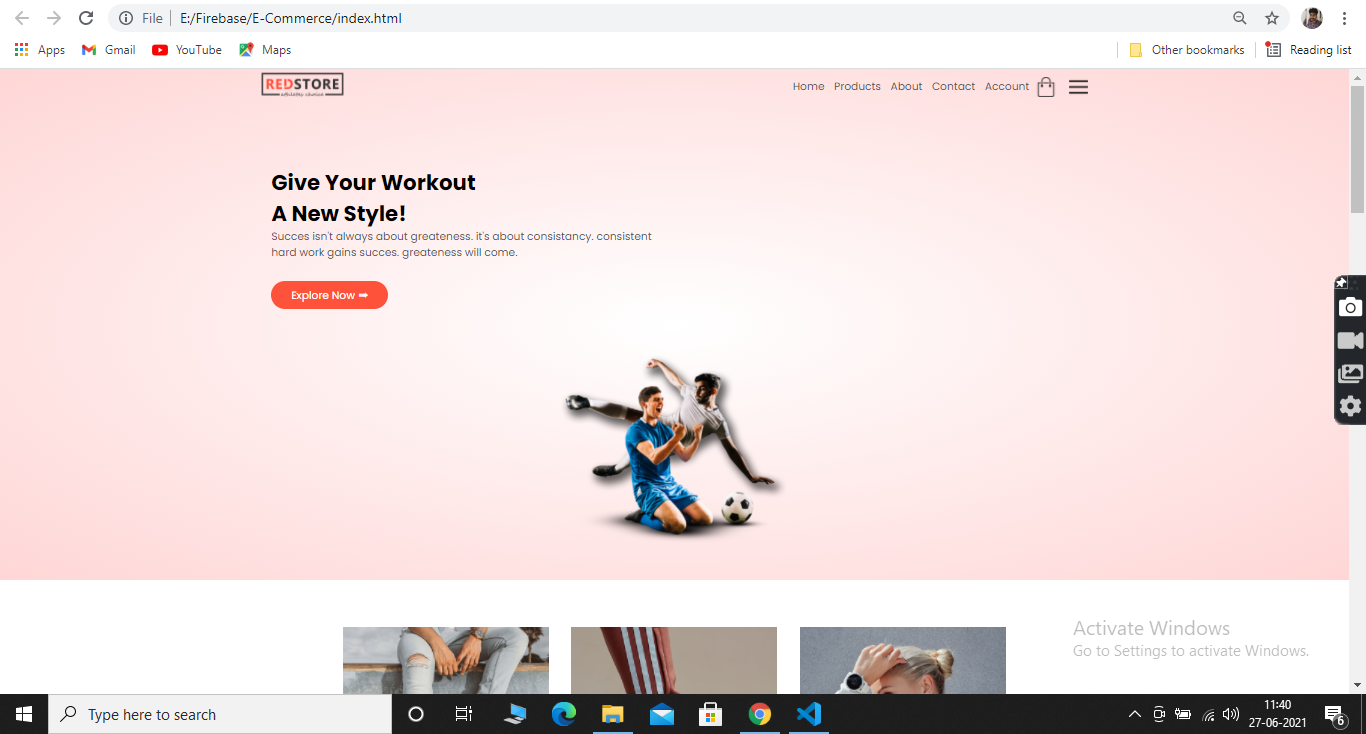 File
E:/Firebase/E-Commerce/index.html
Apps
Gmail
YouTube
Maps
Other bookmarks
Reading list
REDSTORE
athletes choice
Home
Products
About
Contact
Account
Give Your Workout
A New Style!
Succes isn't always about greateness. it's about consistancy. consistent
hard work gains succes. greateness will come.
Explore Now ➡
Activate Windows
Go to Settings to activate Windows.
Type here to search
11:40
27-06-2021
6